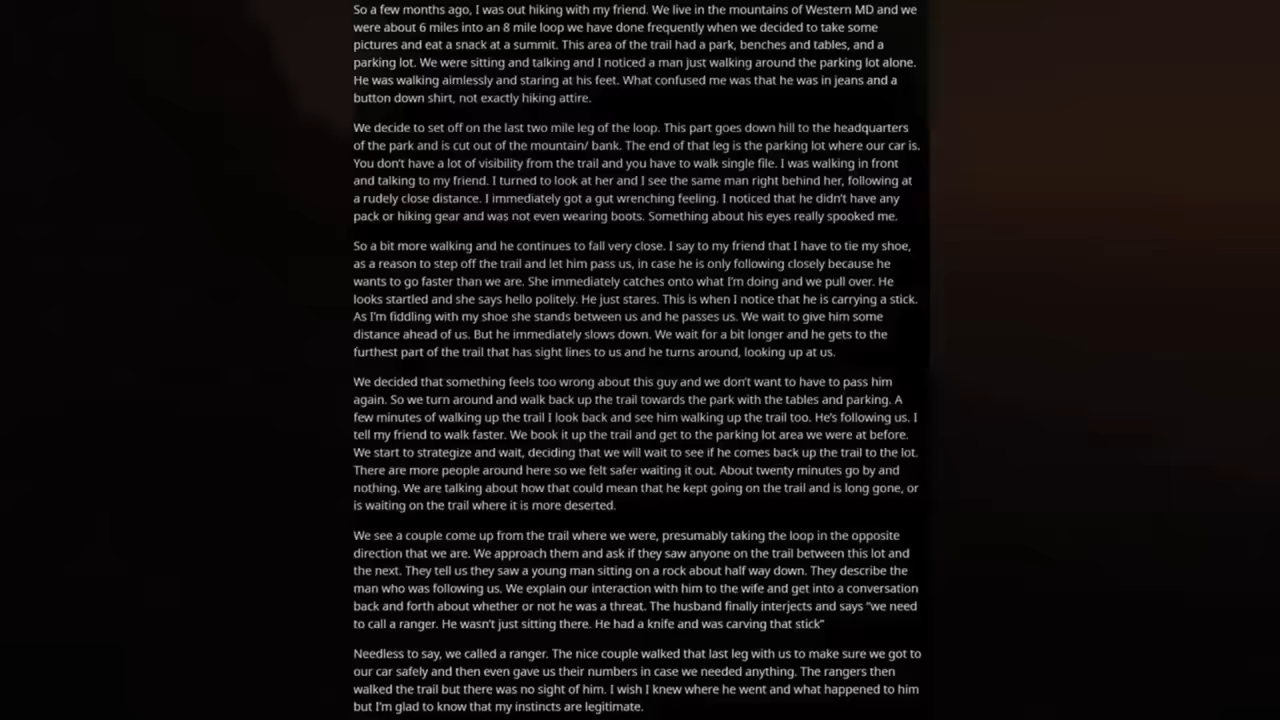 So a few months ago, I was out hiking with my friend. We live in the mountains of Western MD and we
were about 6 miles into an 8 mile loop we have done frequently when we decided to take some
pictures and eat a snack at a summit. This area of the trail had a park, benches and tables, and a
parking lot. We were sitting and talking and I noticed a man just walking around the parking lot alone.
He was walking aimlessly and staring at his feet. What confused me was that he was in jeans and a
button down shirt, not exactly hiking attire.
We decide to set off on the last two mile leg of the loop. This part goes down hill to the headquarters
of the park and is cut out of the mountain/ bank. The end of that leg is the parking lot where our car is.
You don't have a lot of visibility from the trail and you have to walk single file. I was walking in front
and talking to my friend. I turned to look at her and I see the same man right behind her, following at
a rudely close distance. I immediately got a gut wrenching feeling. I noticed that he didn't have any
pack or hiking gear and was not even wearing boots. Something about his eyes really spooked me.
So a bit more walking and he continues to fall very close. I say to my friend that I have to tie my shoe,
as a reason to step off the trail and let him pass us, in case he is only following closely because he
wants to go faster than we are. She immediately catches onto what I'm doing and we pull over. He
looks startled and she says hello politely. He just stares. This is when I notice that he is carrying a stick.
As I'm fiddling with my shoe she stands between us and he passes us. We wait to give him some
distance ahead of us. But he immediately slows down. We wait for a bit longer and he gets to the
furthest part of the trail that has sight lines to us and he turns around, looking up at us.
We decided that something feels too wrong about this guy and we don't want to have to pass him
again. So we turn around and walk back up the trail towards the park with the tables and parking. A
few minutes of walking up the trail I look back and see him walking up the trail too. He's following us. I
tell my friend to walk faster. We book it up the trail and get to the parking lot area we were at before.
We start to strategize and wait, deciding that we will wait to see if he comes back up the trail to the lot.
There are more people around here so we felt safer waiting it out. About twenty minutes go by and
nothing. We are talking about how that could mean that he kept going on the trail and is long gone, or
is waiting on the trail where it is more deserted.
We see a couple come up from the trail where we were, presumably taking the loop in the opposite
direction that we are. We approach them and ask if they saw anyone on the trail between this lot and
the next. They tell us they saw a young man sitting on a rock about half way down. They describe the
man who was following us. We explain our interaction with him to the wife and get into a conversation
back and forth about whether or not he was a threat. The husband finally interjects and says “we need
to call a ranger. He wasn't just sitting there. He had a knife and was carving that stick”
Needless to say, we called a ranger. The nice couple walked that last leg with us to make sure we got to
our car safely and then even gave us their numbers in case we needed anything. The rangers then
walked the trail but there was no sight of him. I wish I knew where he went and what happened to him
but I'm glad to know that my instincts are legitimate.